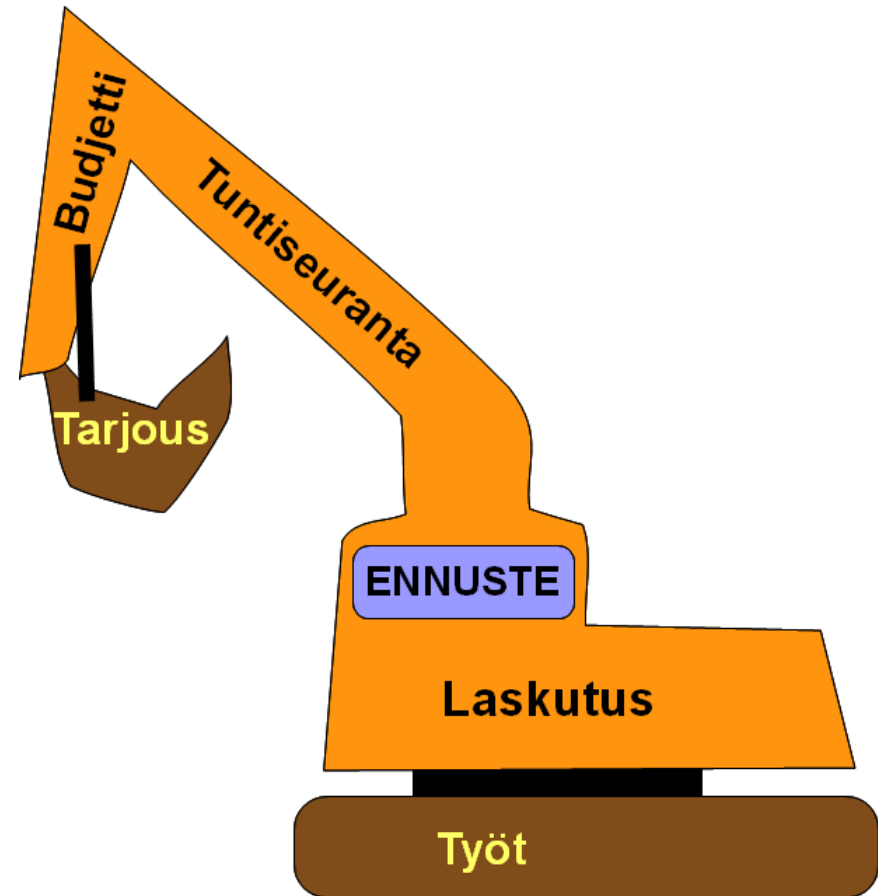 Budjetti
Tuntiseuranta
Tarjous
ENNUSTE
Laskutus
Työt